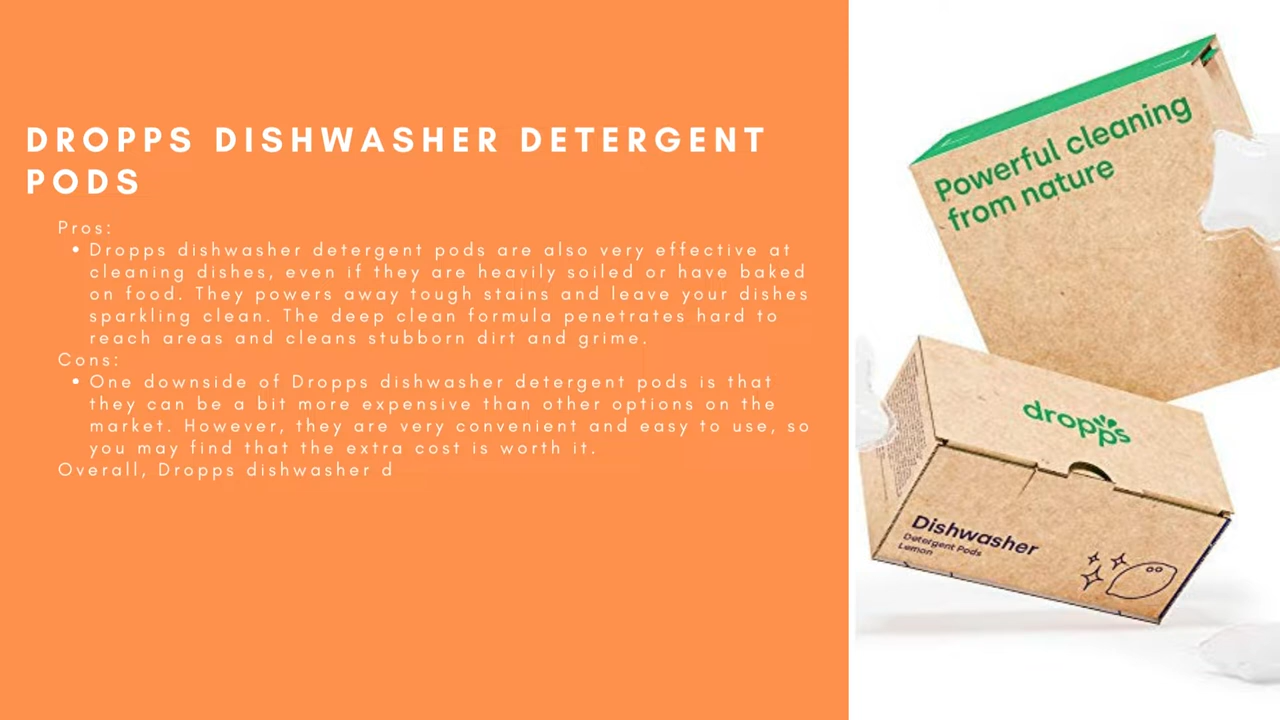 DROPPS DISHWASHER DETERGENT
PODS
Pros:
• Dropps dishwasher detergent pods are also very effective at
cleaning dishes, even if they are heavily soiled or have baked
on food. They powers away tough stains and leave your dishes
sparkling clean. The deep clean formula penetrates hard to
reach areas and cleans stubborn dirt and grime.
Cons:
• One downside of Dropps dishwasher detergent pods is that
they can be a bit more expensive than other options on the
market. However, they are very convenient and easy to use, so
you may find that the extra cost is worth it.
Overall, Dropps dishwasher d
Powerful cleaning
from nature
dropps
Dishwasher
Detergent Pods
Lemon